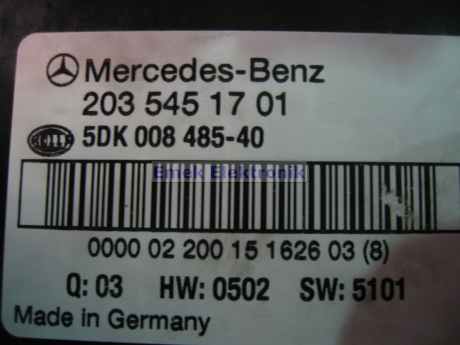 Mercedes-Benz
203 545 17 01
HELLA 5DK 008 485-40
Emek Elektronik
0000 02 200 15 1626 03 (8)
Q: 03 HW: 0502 SW: 5101
Made in Germany